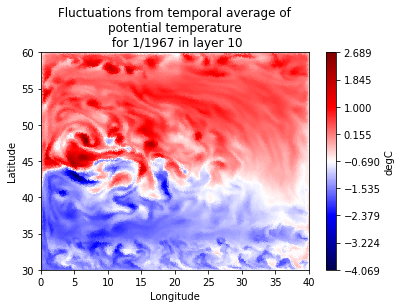 Fluctuations from temporal average of
potential temperature
for 1/1967 in layer 10
60
55
50
45
40
35
30
Latitude
0 5 10 15 20 25 30 35 40
Longitude
2.689
1.845
1.000
0.155
−0.690
−1.535
−2.379
−3.224
−4.069
degC